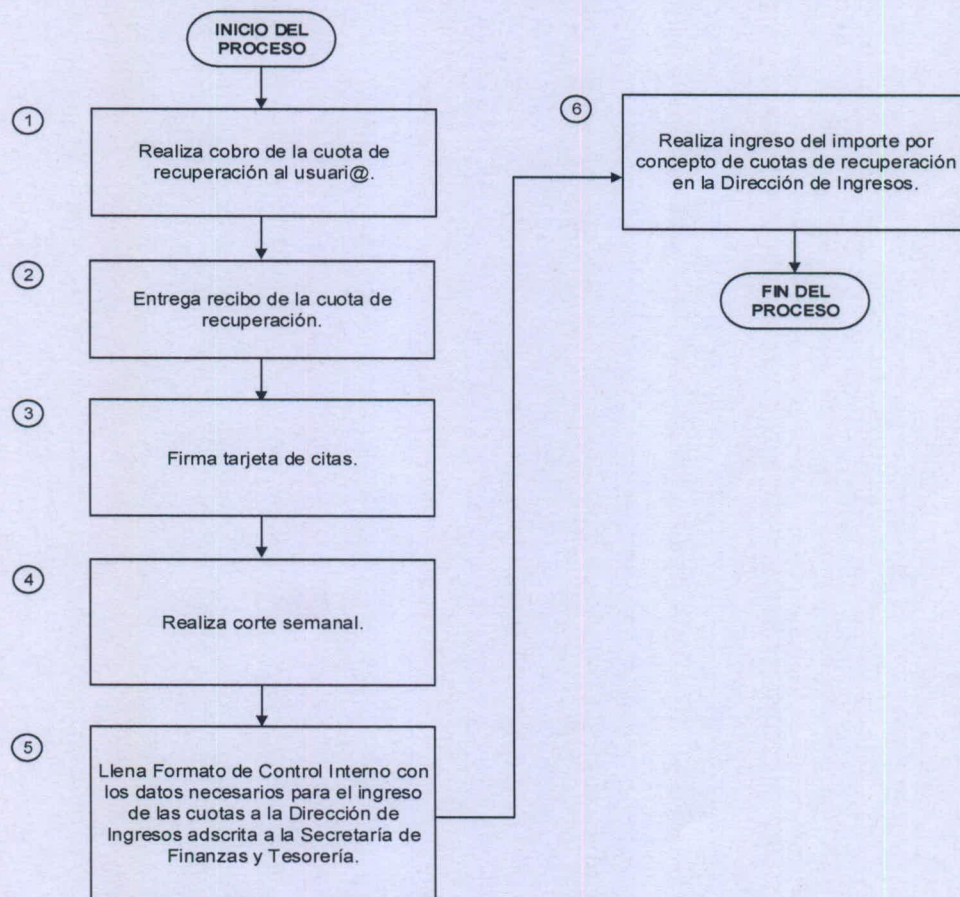 INICIO DEL
PROCESO
1
Realiza cobro de la cuota de
recuperación al usuari@.
2
Entrega recibo de la cuota de
recuperación.
3
Firma tarjeta de citas.
4
Realiza corte semanal.
5
Llena Formato de Control Interno con
los datos necesarios para el ingreso
de las cuotas a la Dirección de
Ingresos adscrita a la Secretaría de
Finanzas y Tesorería.
6
Realiza ingreso del importe por
concepto de cuotas de recuperación
en la Dirección de Ingresos.
FIN DEL
PROCESO